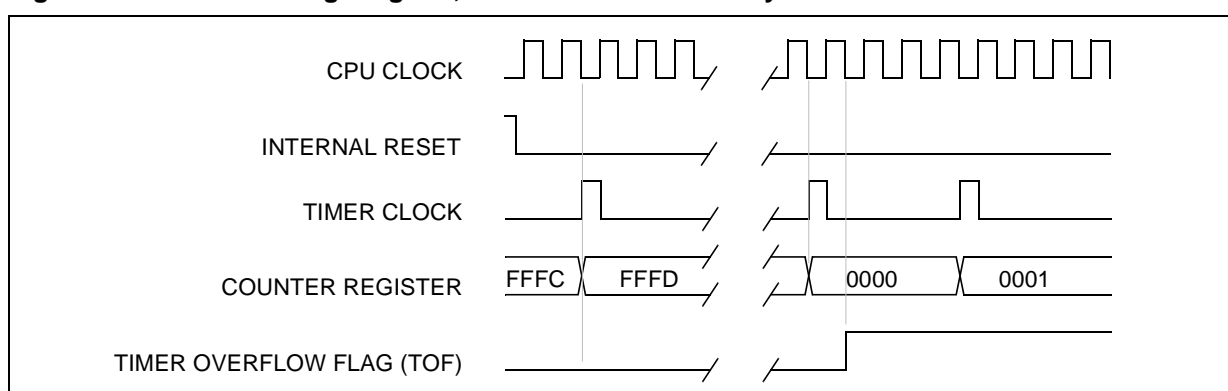 CPU CLOCK
INTERNAL RESET
TIMER CLOCK
COUNTER REGISTER FFFC FFFD 0000 0001
TIMER OVERFLOW FLAG (TOF)